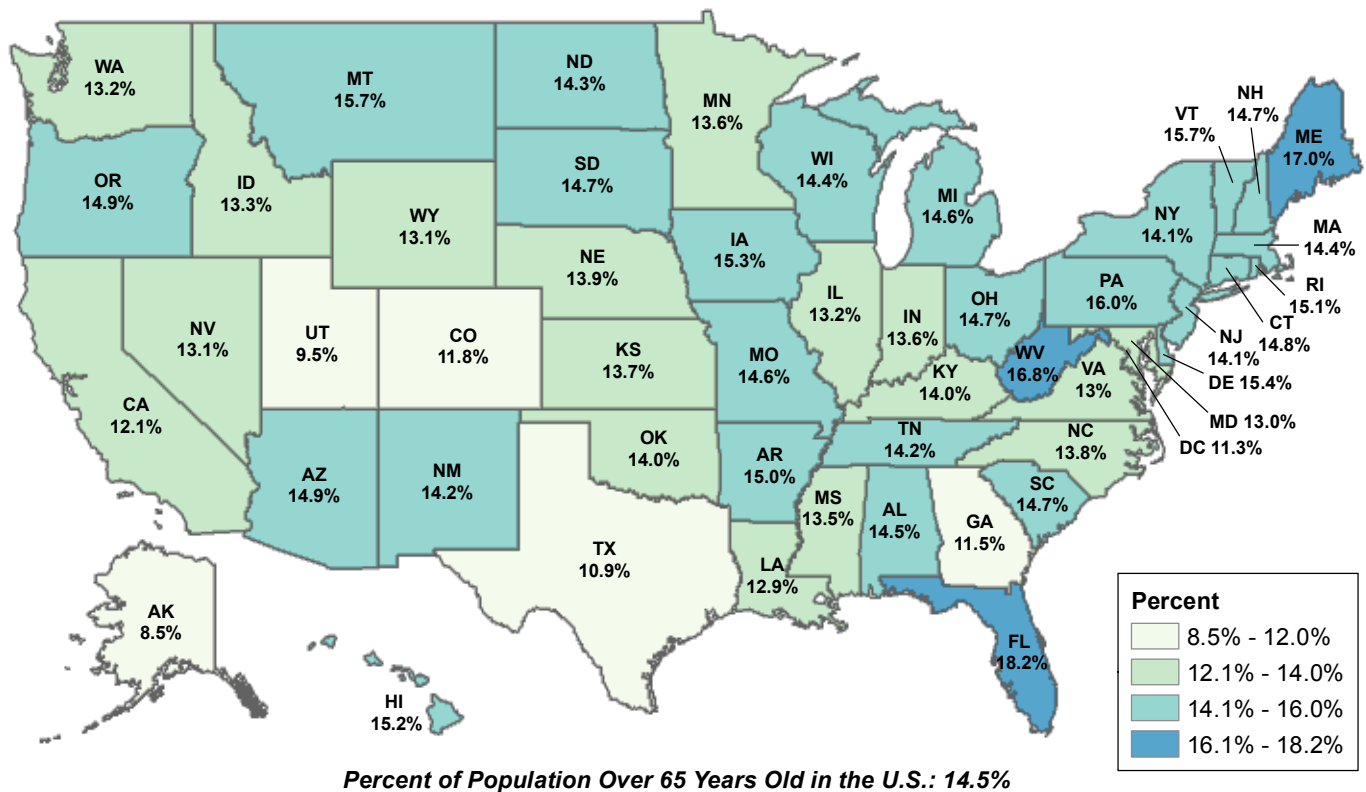 WA
13.2%
MT
15.7%
ND
14.3%
MN
13.6%
VT
15.7%
NH
14.7%
ME
17.0%
OR
14.9%
ID
13.3%
WY
13.1%
SD
14.7%
WI
14.4%
MI
14.6%
NY
14.1%
MA
14.4%
RI
15.1%
CT
14.8%
NJ
14.1%
DE 15.4%
MD 13.0%
DC 11.3%
NV
13.1%
UT
9.5%
CO
11.8%
NE
13.9%
IA
15.3%
IL
13.2%
IN
13.6%
OH
14.7%
PA
16.0%
CA
12.1%
KS
13.7%
MO
14.6%
KY
14.0%
WV
16.8%
VA
13%
AZ
14.9%
NM
14.2%
OK
14.0%
AR
15.0%
TN
14.2%
NC
13.8%
SC
14.7%
TX
10.9%
LA
12.9%
MS
13.5%
AL
14.5%
GA
11.5%
FL
18.2%
AK
8.5%
HI
15.2%
Percent
8.5% - 12.0%
12.1% - 14.0%
14.1% - 16.0%
16.1% - 18.2%
Percent of Population Over 65 Years Old in the U.S.: 14.5%